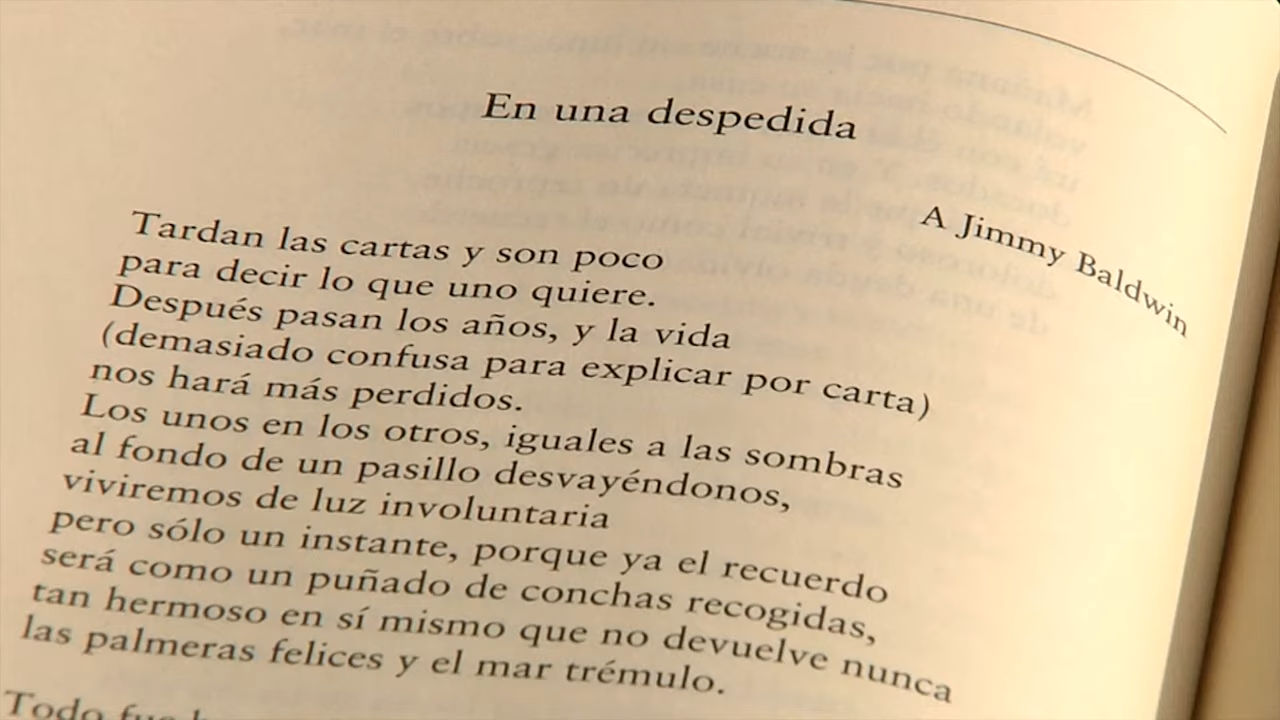 En una despedida
A Jimmy Baldwin
Tardan las cartas y son poco
para decir lo que uno quiere.
Después pasan los años, y la vida
(demasiado confusa para explicar por carta)
nos hará más perdidos.
Los unos en los otros, iguales a las sombras
al fondo de un pasillo desvayéndonos,
viviremos de luz involuntaria
pero sólo un instante, porque ya el recuerdo
será como un puñado de conchas recogidas,
tan hermoso en sí mismo que no devuelve nunca
las palmeras felices y el mar trémulo.
Todo